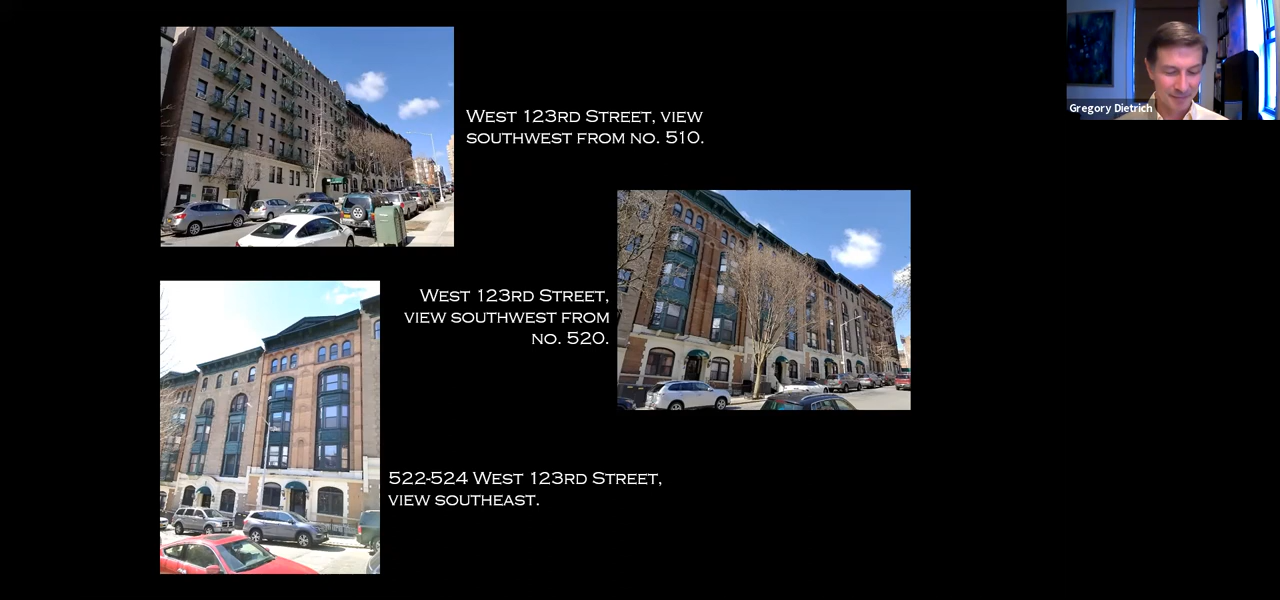 Gregory Dietrich
West 123rd Street, view
southwest from no. 510.
West 123rd Street,
view southwest from
no. 520.
522-524 West 123rd Street,
view southeast.